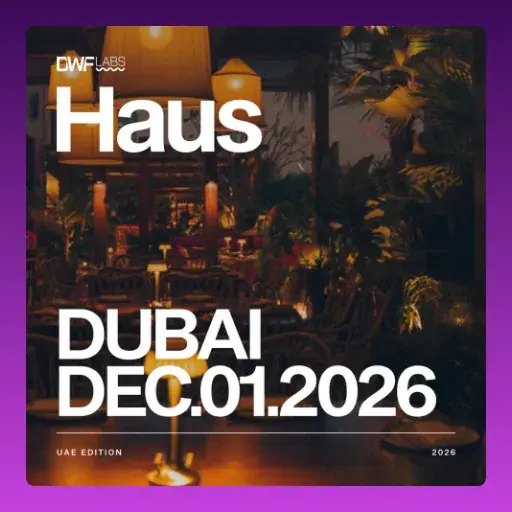 DWF LABS
Haus
DUBAI
DEC.01.2026
UAE EDITION
2026